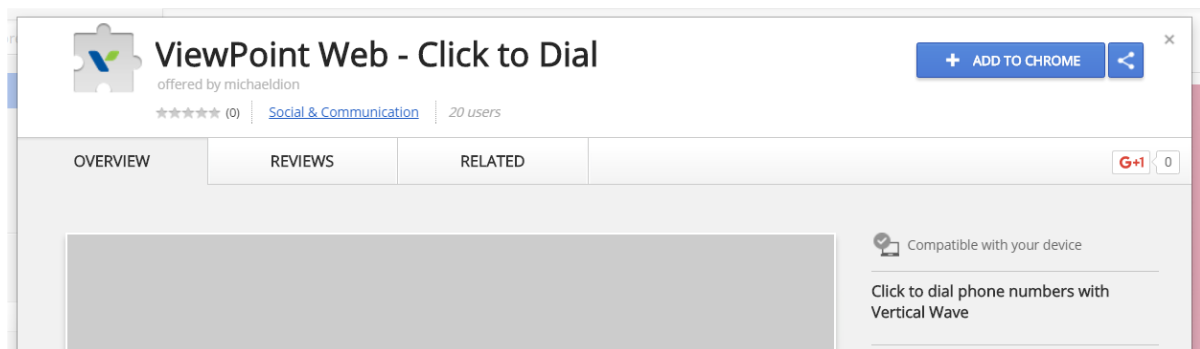 ViewPoint Web - Click to Dial
offered by michaeldion
(0) Social & Communication 20 users
+ ADD TO CHROME
OVERVIEW REVIEWS RELATED
G+1 0
Compatible with your device
Click to dial phone numbers with
Vertical Wave